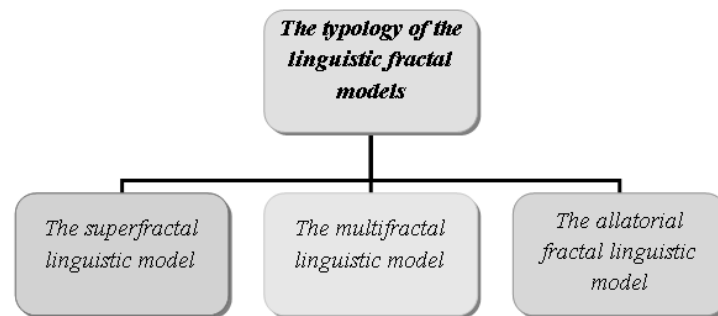 The typology of the
linguistic fractal
models
The superfractal
linguistic model
The multifractal
linguistic model
The allatorial
fractal linguistic
model